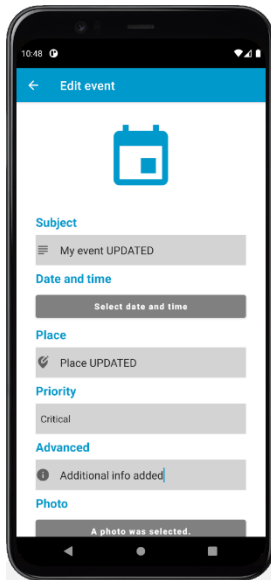 10:48
Edit event
Subject
My event UPDATED
Date and time
Select date and time
Place
Place UPDATED
Priority
Critical
Advanced
Additional info added
Photo
A photo was selected.